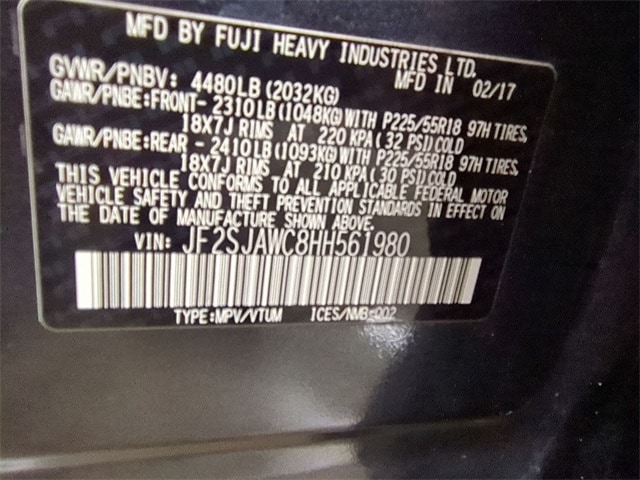 MFD BY FUJI HEAVY INDUSTRIES LTD.
GVWR/PNBV: 4480LB(2032KG) MFD IN 02/17
GAWR/PNBE:FRONT- 2310LB(1048KG)WITH P225/55R18 97H TIRES,
18X7J RIMS AT 220 KPA(32 PSI)COLD
GAWR/PNBE:REAR - 2410LB(1093KG)WITH P225/55R18 97H TIRES,
18X7J RIMS AT 210 KPA(30 PSI)COLD
THIS VEHICLE CONFORMS TO ALL APPLICABLE FEDERAL MOTOR
VEHICLE SAFETY AND THEFT PREVENTION STANDARDS IN EFFECT ON
THE DATE OF MANUFACTURE SHOWN ABOVE.
VIN: JF2SJAWC8HH561980
TYPE:MPV/VTUM ICES/NMB-002